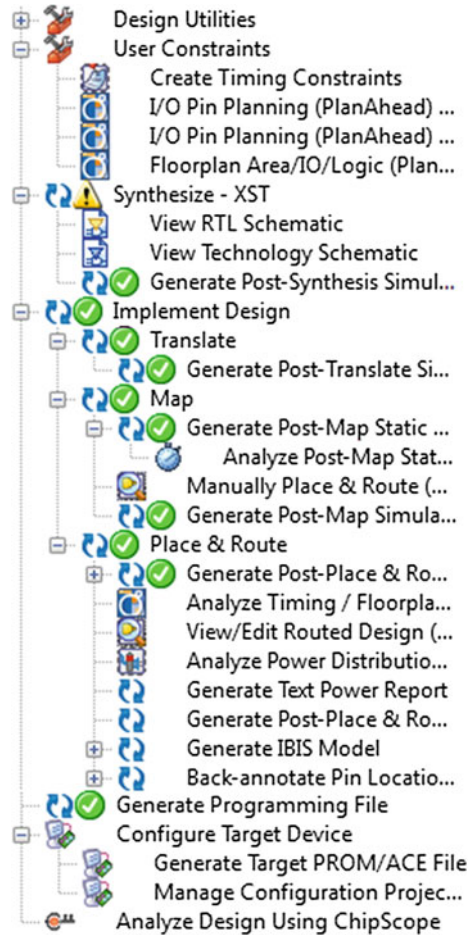 Design Utilities
User Constraints
Create Timing Constraints
I/O Pin Planning (PlanAhead) ...
I/O Pin Planning (PlanAhead) ...
Floorplan Area/IO/Logic (Plan...
Synthesize - XST
View RTL Schematic
View Technology Schematic
Generate Post-Synthesis Simul...
Implement Design
Translate
Generate Post-Translate Si...
Map
Generate Post-Map Static ...
Analyze Post-Map Stat...
Manually Place & Route (...
Generate Post-Map Simula...
Place & Route
Generate Post-Place & Ro...
Analyze Timing / Floorpla...
View/Edit Routed Design (...
Analyze Power Distributio...
Generate Text Power Report
Generate Post-Place & Ro...
Generate IBIS Model
Back-annotate Pin Locatio...
Generate Programming File
Configure Target Device
Generate Target PROM/ACE File
Manage Configuration Projec...
Analyze Design Using ChipScope